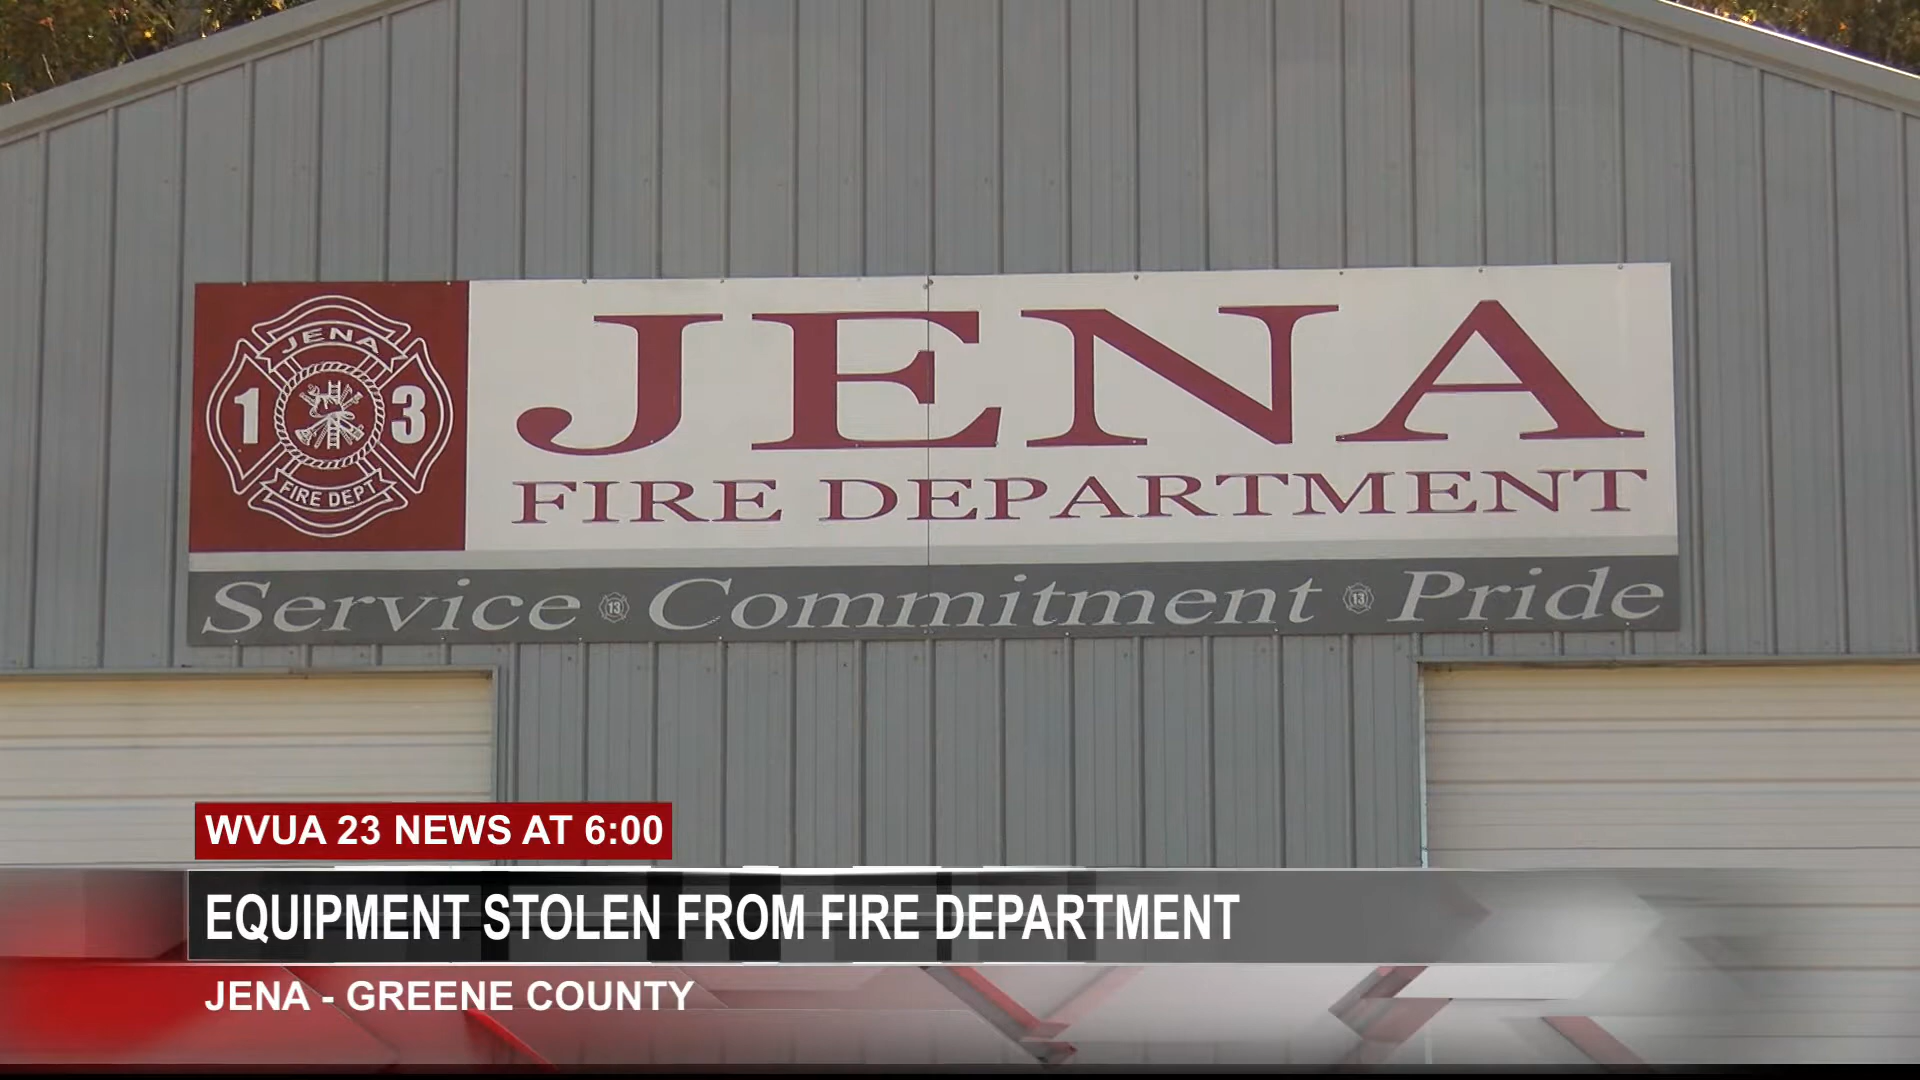 JENA
1 3
FIRE DEPT
JENA
FIRE DEPARTMENT
Service 13 Commitment 13 Pride
WVUA 23 NEWS AT 6:00
EQUIPMENT STOLEN FROM FIRE DEPARTMENT
JENA - GREENE COUNTY